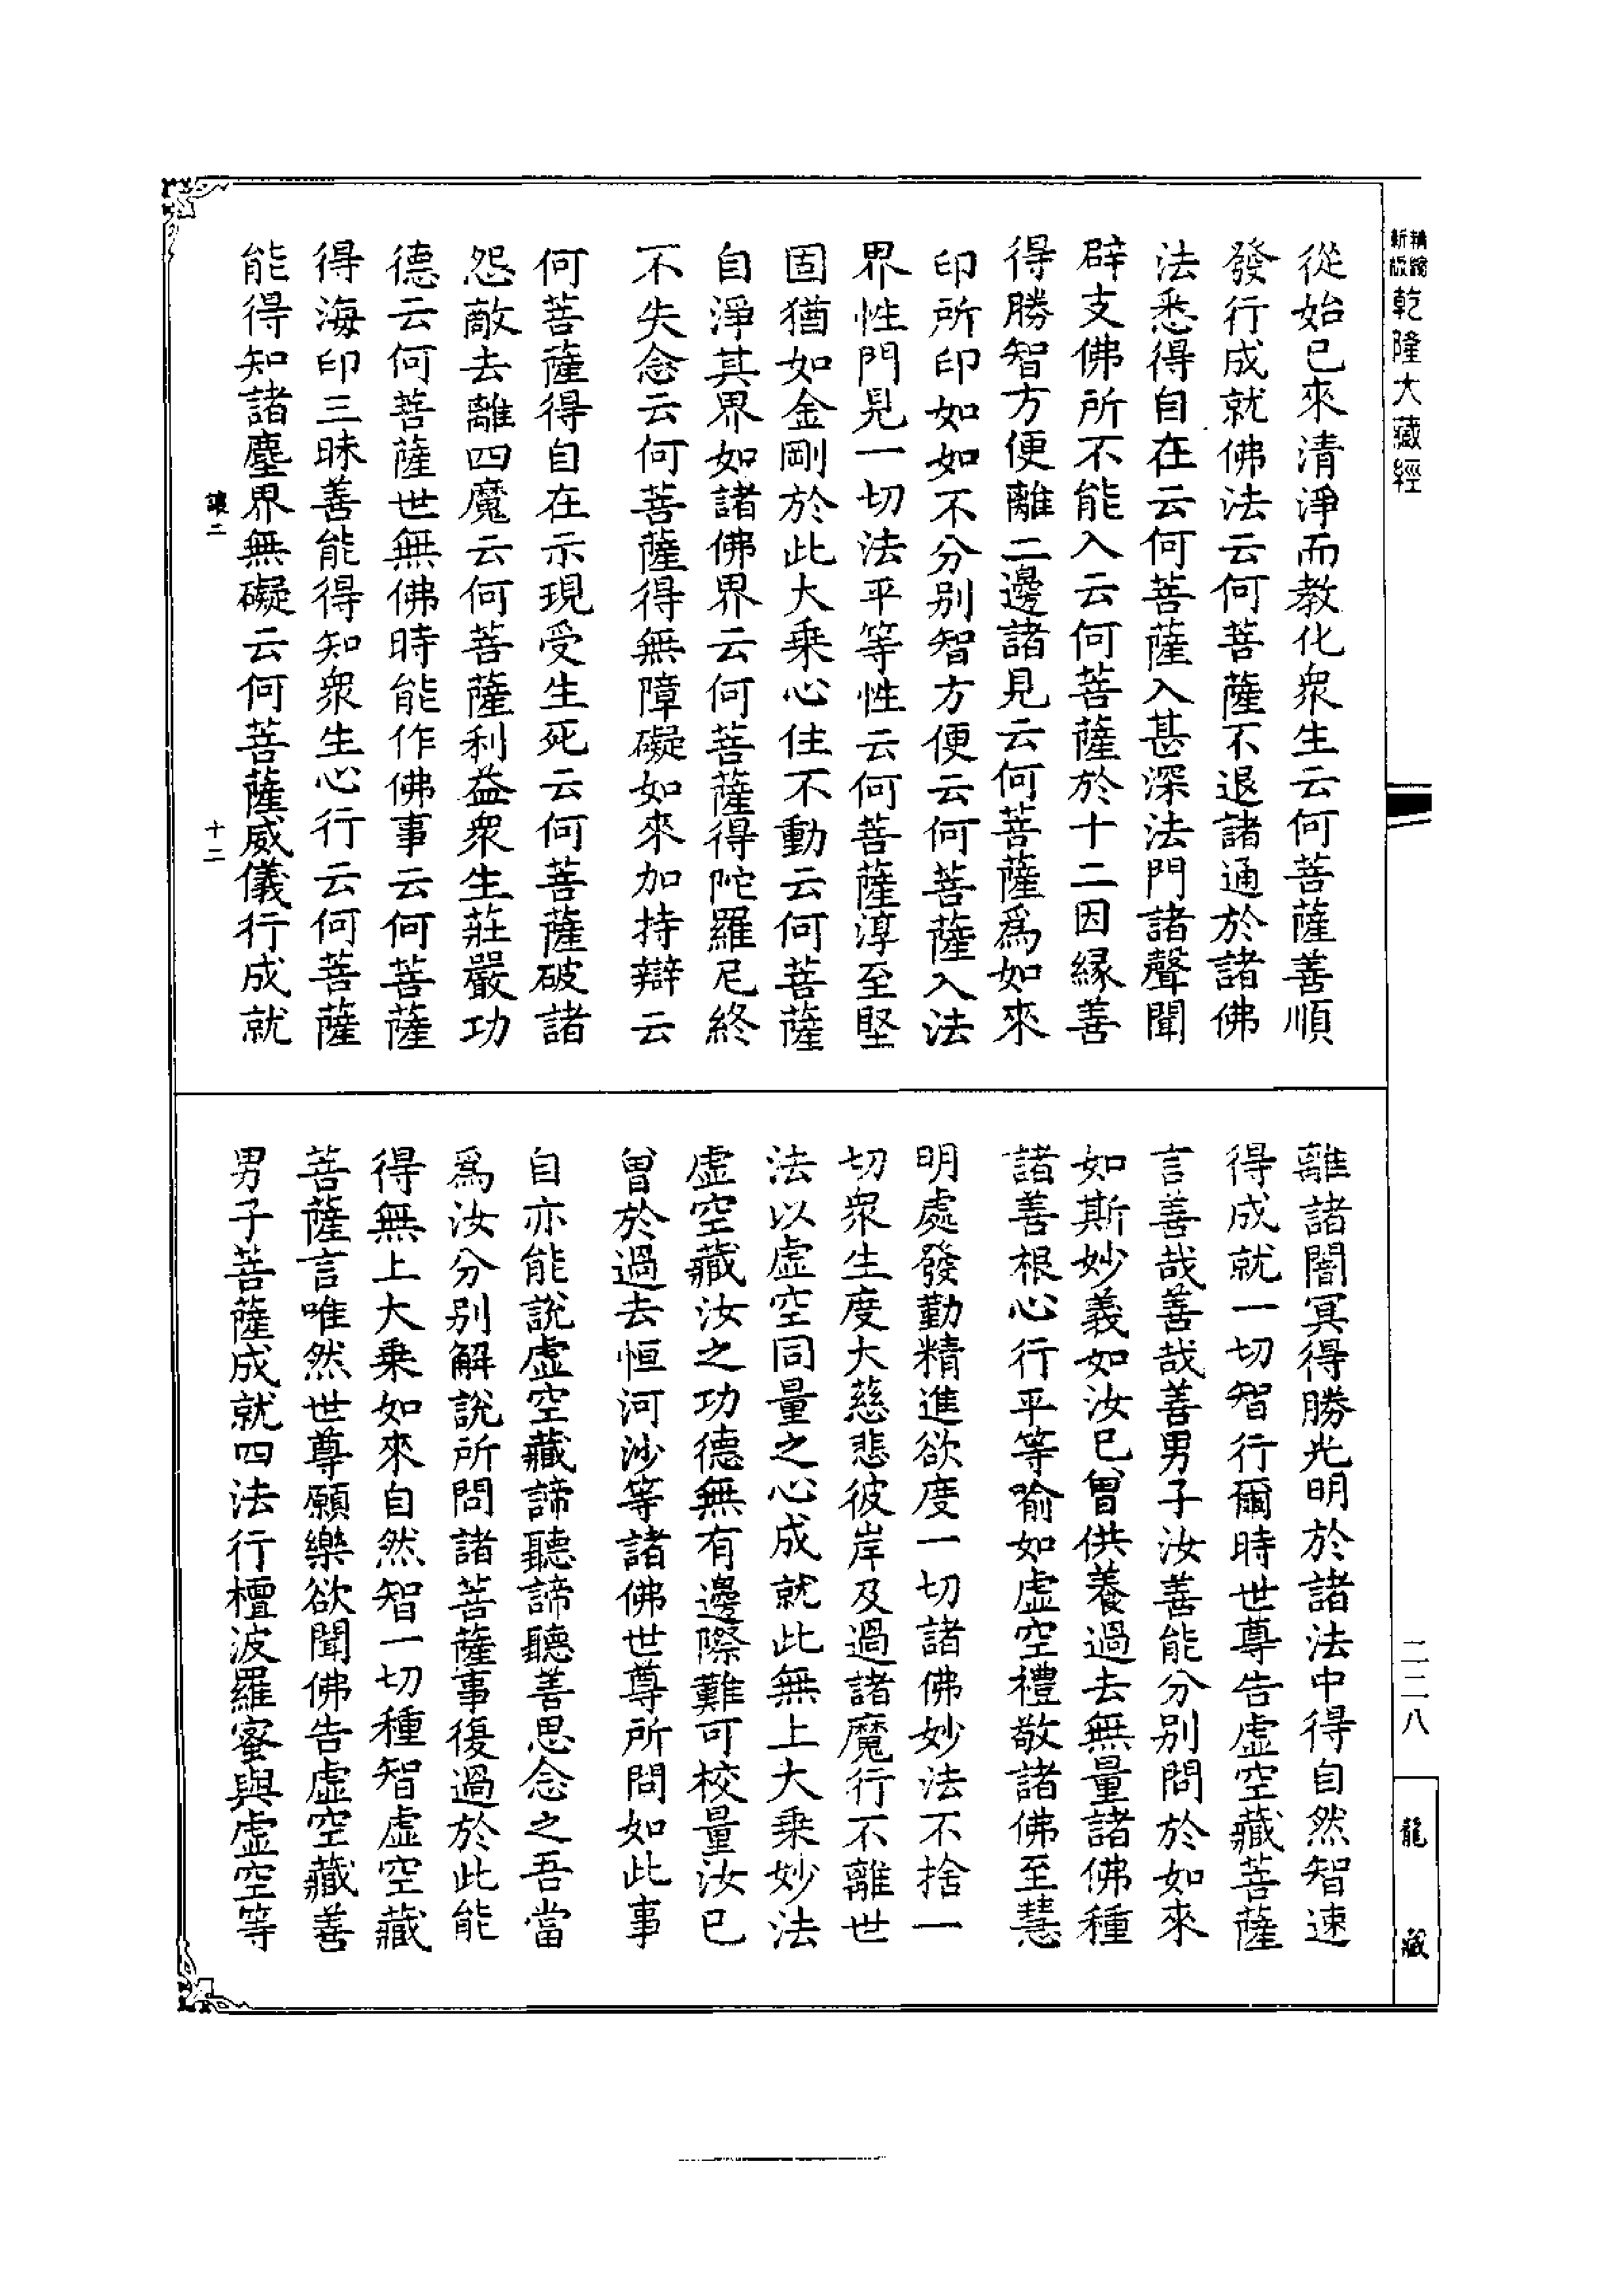 精縮
新版
乾隆大藏經
從始已來清淨而教化衆生云何菩薩善順
發行成就佛法云何菩薩不退諸通於諸佛
法悉得自在云何菩薩入甚深法門諸聲聞
辟支佛所不能入云何菩薩於十二因緣善
得勝智方便離二邊諸見云何菩薩爲如來
印所印如如不分别智方便云何菩薩入法
界性門見一切法平等性云何菩薩淳至堅
固猶如金剛於此大乘心住不動云何菩薩
自淨其界如諸佛界云何菩薩得陀羅尼終
不失念云何菩薩得無障礙如來加持辯云
何菩薩得自在示現受生死云何菩薩破諸
怨敵去離四魔云何菩薩利益衆生莊嚴功
德云何菩薩世無佛時能作佛事云何菩薩
得海印三昧善能得知衆生心行云何菩薩
能得知諸塵界無礙云何菩薩威儀行成就
讓二
十二
離諸闇冥得勝光明於諸法中得自然智速
得成就一切智行爾時世尊告虛空藏菩薩
言善哉善哉善男子汝善能分别問於如來
如斯妙義如汝已曾供養過去無量諸佛種
諸善根心行平等喻如虛空禮敬諸佛至慧
明處發勤精進欲度一切諸佛妙法不捨一
切衆生度大慈悲彼岸及過諸魔行不離世
法以虛空同量之心成就此無上大乘妙法
虛空藏汝之功德無有邊際難可校量汝已
曾於過去恒河沙等諸佛世尊所問如此事
自亦能說虛空藏諦聽諦聽善思念之吾當
爲汝分别解說所問諸菩薩事復過於此能
得無上大乘如來自然智一切種智虛空藏
菩薩言唯然世尊願樂欲聞佛告虛空藏善
男子菩薩成就四法行檀波羅蜜與虛空等
二二八
龍藏